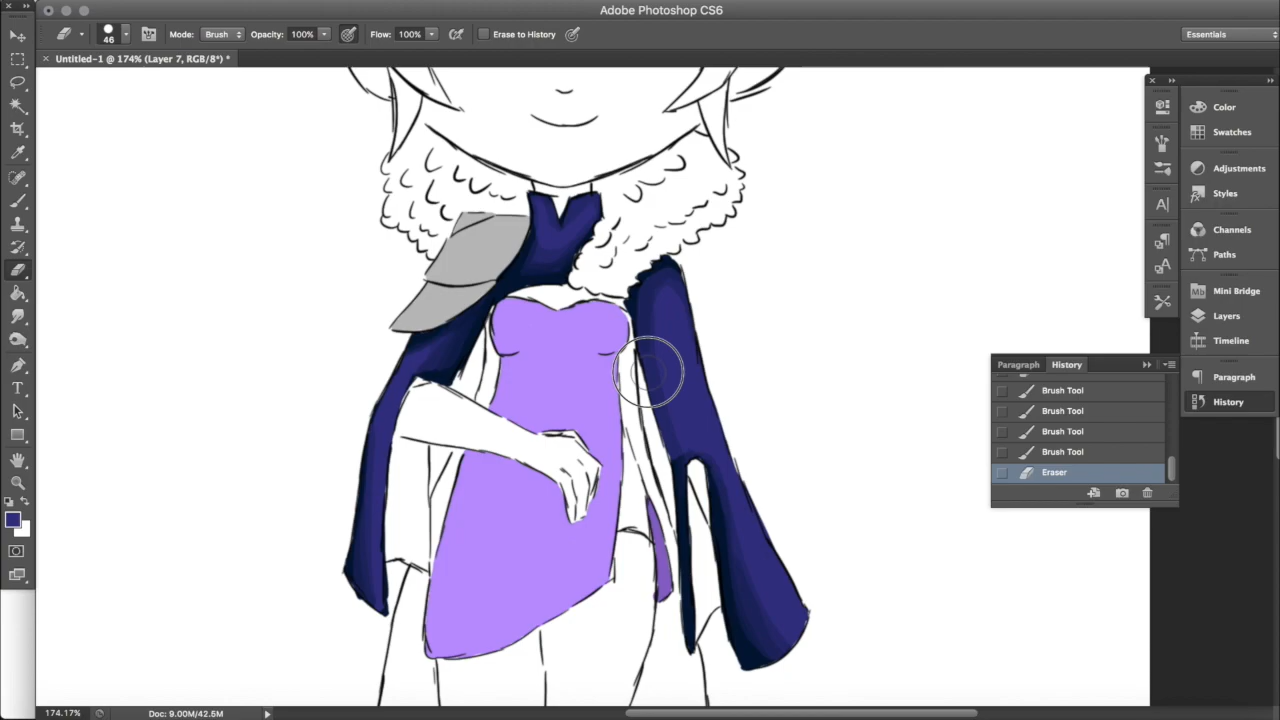 Adobe Photoshop CS6
46
Mode: Brush Opacity: 100% Flow: 100% Erase to History Essentials
Untitled-1 @ 174% (Layer 7, RGB/8*) *
Color
Swatches
Adjustments
Styles
Channels
Paths
Mb Mini Bridge
Layers
Timeline
Paragraph
History
Paragraph History
Brush Tool
Brush Tool
Brush Tool
Brush Tool
Eraser
174.17% Doc: 9.00M/42.5M